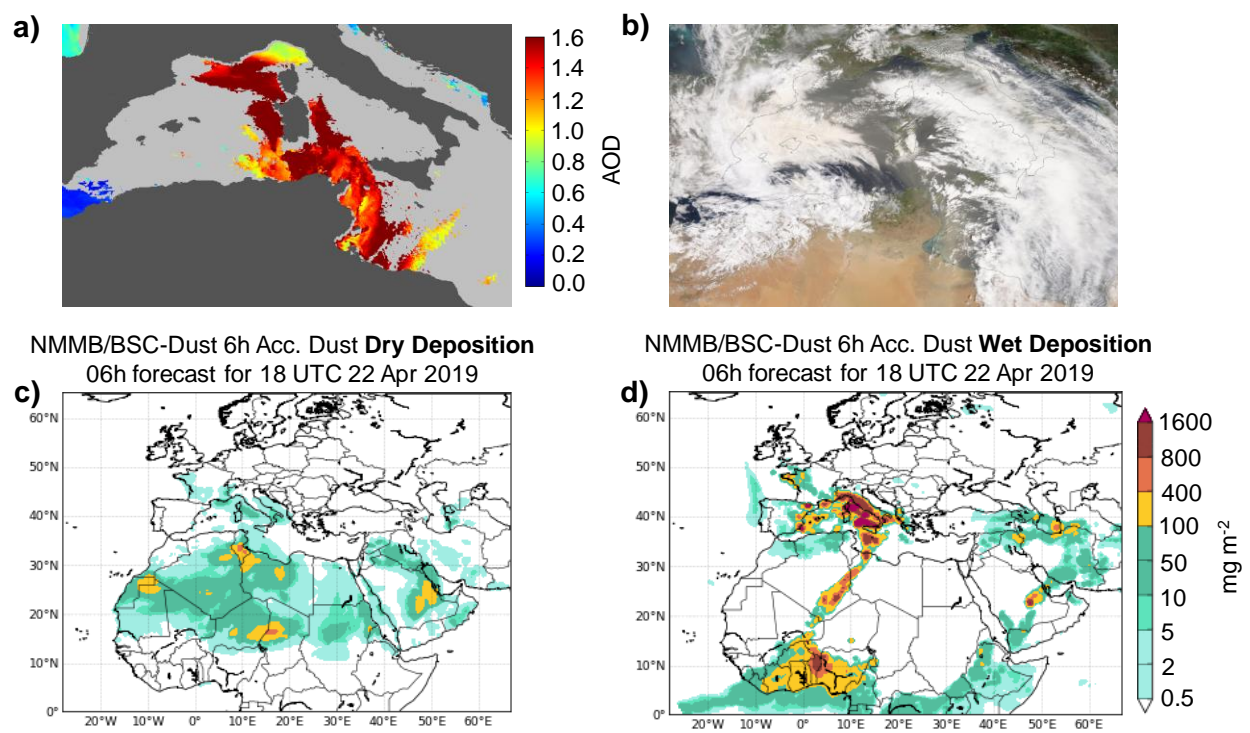 a)
1.6
1.4
1.2
1.0
0.8
0.6
0.4
0.2
0.0
AOD
b)
NMMB/BSC-Dust 6h Acc. Dust Dry Deposition
06h forecast for 18 UTC 22 Apr 2019
c)
60°N
50°N
40°N
30°N
20°N
10°N
0°
20°W 10°W 0° 10°E 20°E 30°E 40°E 50°E 60°E
NMMB/BSC-Dust 6h Acc. Dust Wet Deposition
06h forecast for 18 UTC 22 Apr 2019
d)
60°N
50°N
40°N
30°N
20°N
10°N
0°
20°W 10°W 0° 10°E 20°E 30°E 40°E 50°E 60°E
1600
800
400
100
50
10
5
2
0.5
mg m⁻²